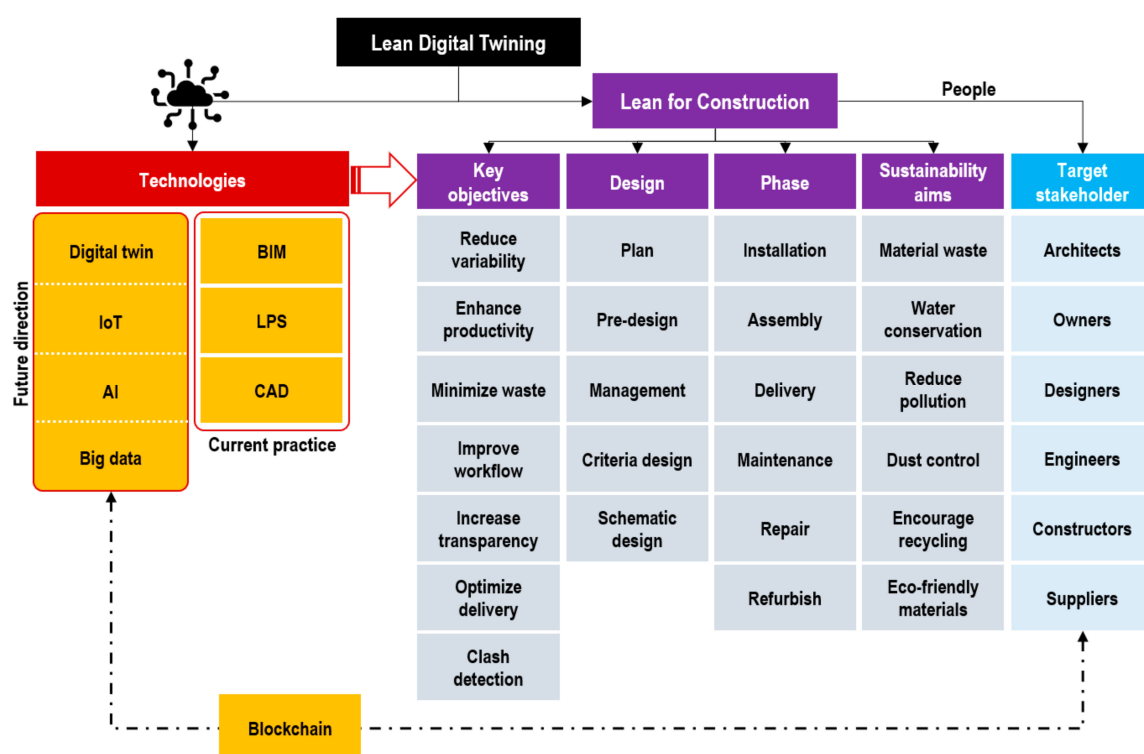 Lean Digital Twining
Lean for Construction
People
Technologies
Key
objectives
Design
Phase
Sustainability
aims
Target
stakeholder
Future direction
Digital twin
IoT
AI
Big data
BIM
LPS
CAD
Current practice
Reduce
variability
Enhance
productivity
Minimize waste
Improve
workflow
Increase
transparency
Optimize
delivery
Clash
detection
Plan
Pre-design
Management
Criteria design
Schematic
design
Installation
Assembly
Delivery
Maintenance
Repair
Refurbish
Material waste
Water
conservation
Reduce
pollution
Dust control
Encourage
recycling
Eco-friendly
materials
Architects
Owners
Designers
Engineers
Constructors
Suppliers
Blockchain